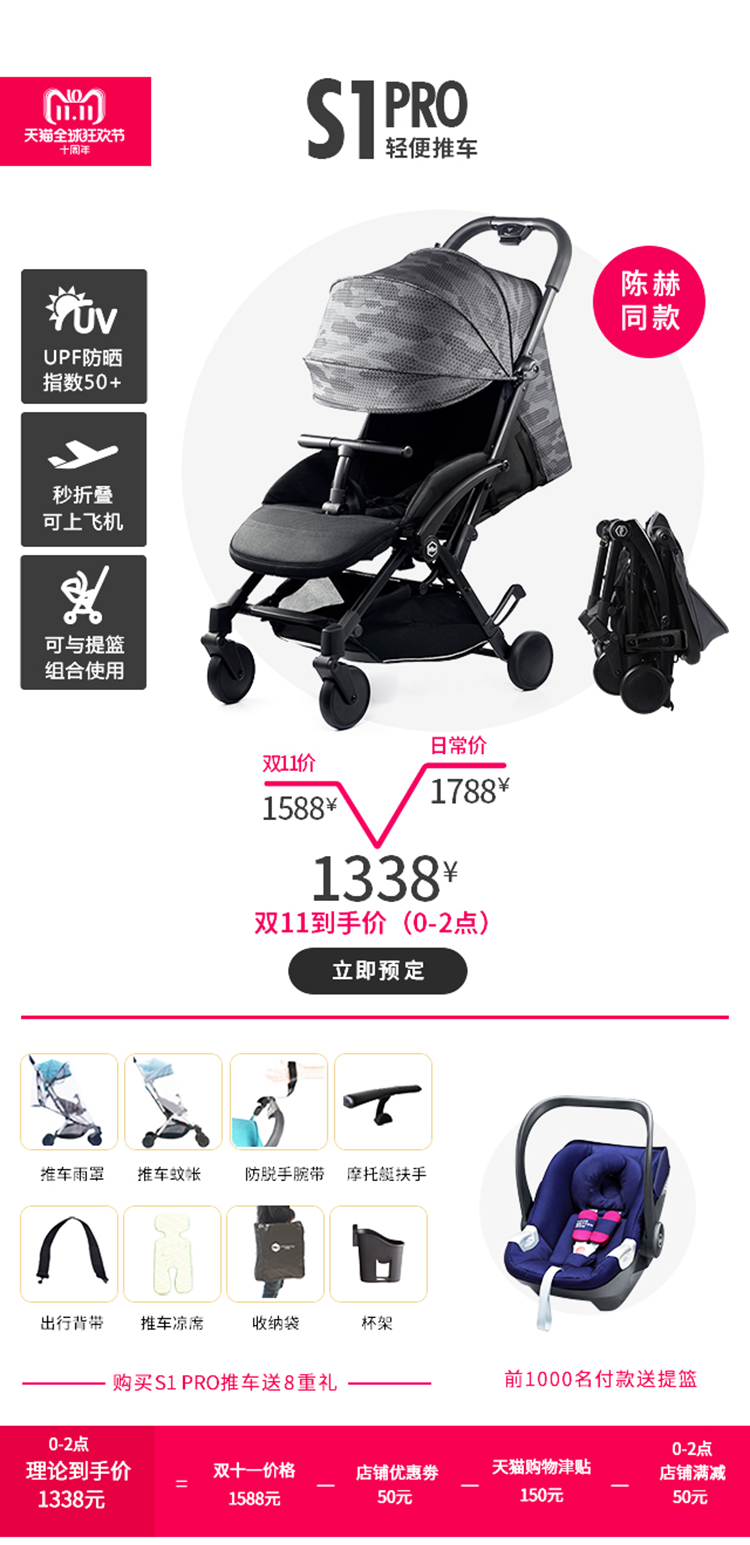 11.11
天猫全球狂欢节
十周年
S1 PRO
轻便推车
陈赫
同款
UV
UPF防晒
指数50+
秒折叠
可上飞机
可与提篮
组合使用
双11价
日常价
1588¥
1788¥
1338¥
双11到手价（0-2点）
立即预定
推车雨罩
推车蚊帐
防脱手腕带
摩托艇扶手
出行背带
推车凉席
收纳袋
杯架
购买S1 PRO推车送8重礼
前1000名付款送提篮
0-2点
理论到手价
1338元
=
双十一价格
1588元
—
店铺优惠劵
50元
—
天猫购物津贴
150元
—
0-2点
店铺满减
50元